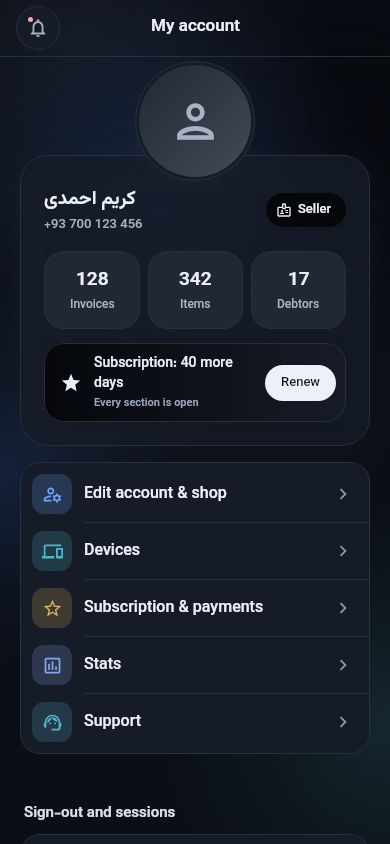 My account
کریم احمدی
+93 700 123 456
Seller
128
Invoices
342
Items
17
Debtors
Subscription: 40 more
days
Every section is open
Renew
Edit account & shop
Devices
Subscription & payments
Stats
Support
Sign-out and sessions